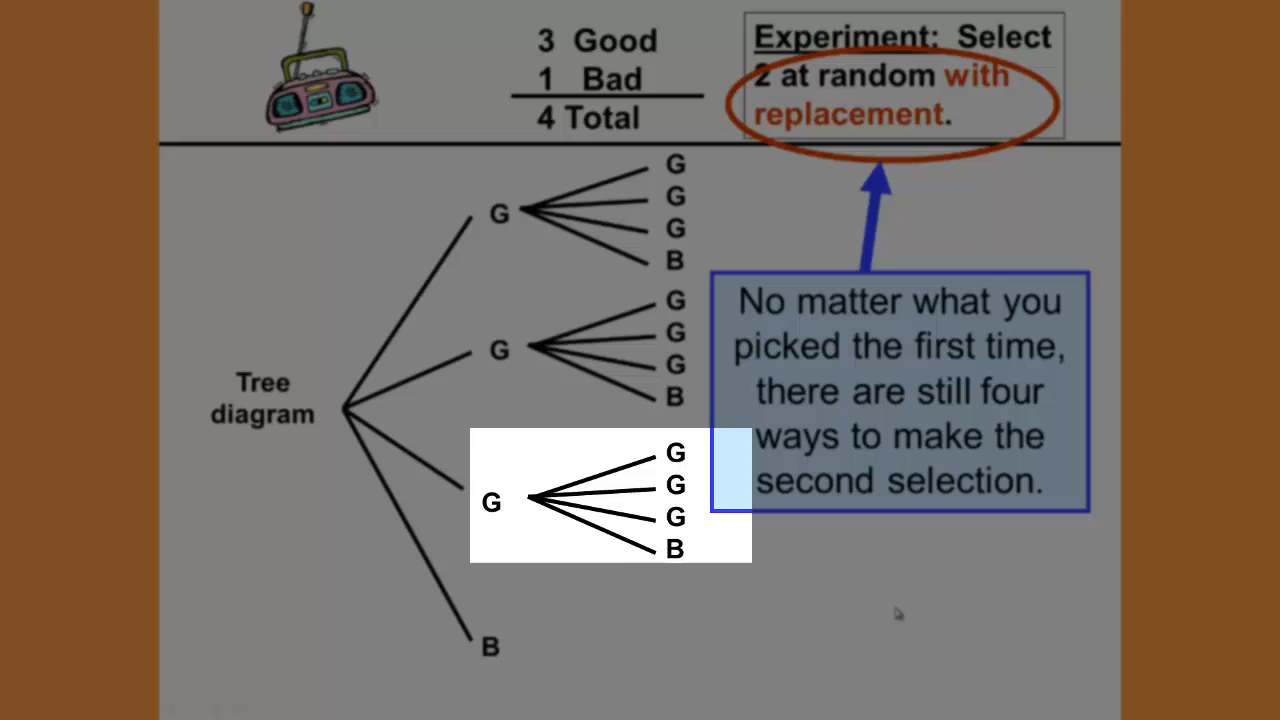 3 Good
1 Bad
4 Total
Experiment: Select
2 at random with
replacement.
Tree
diagram
G
G
G
G
B
G
G
G
G
B
G
G
G
G
B
B
No matter what you
picked the first time,
there are still four
ways to make the
second selection.